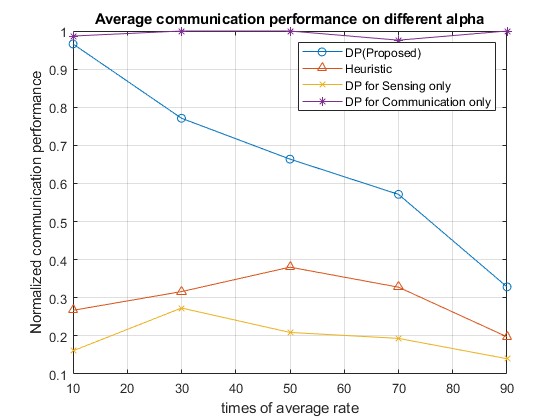 Average communication performance on different alpha
DP(Proposed)
Heuristic
DP for Sensing only
DP for Communication only
Normalized communication performance
1
0.9
0.8
0.7
0.6
0.5
0.4
0.3
0.2
0.1
10 20 30 40 50 60 70 80 90
times of average rate